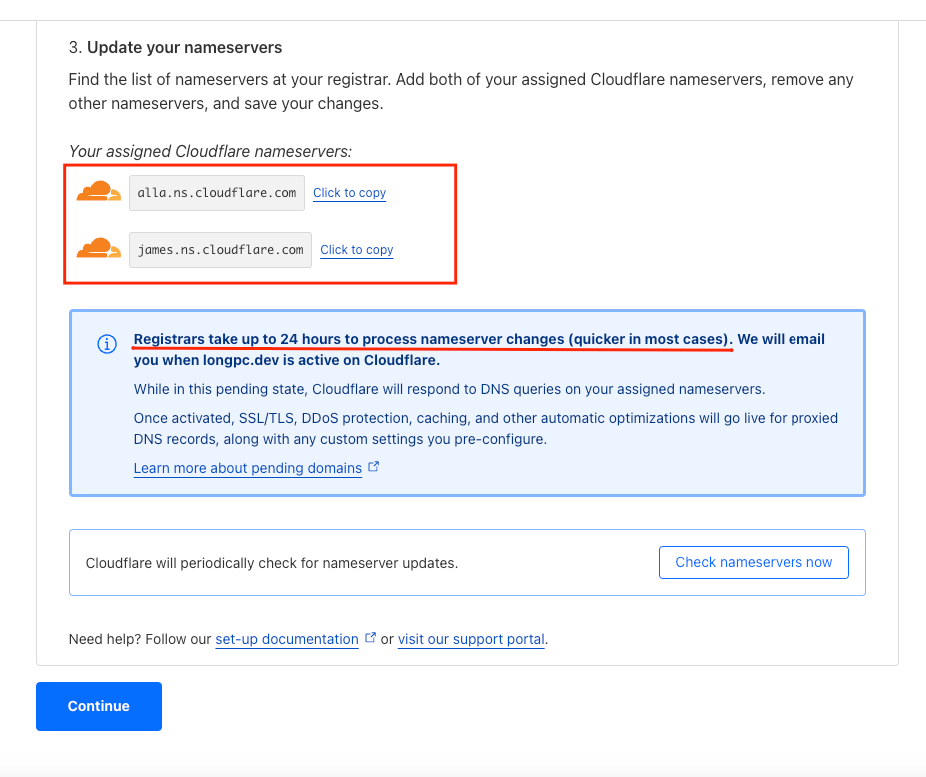 3. Update your nameservers
Find the list of nameservers at your registrar. Add both of your assigned Cloudflare nameservers, remove any
other nameservers, and save your changes.
Your assigned Cloudflare nameservers:
alla.ns.cloudflare.com Click to copy
james.ns.cloudflare.com Click to copy
Registrars take up to 24 hours to process nameserver changes (quicker in most cases). We will email
you when longpc.dev is active on Cloudflare.
While in this pending state, Cloudflare will respond to DNS queries on your assigned nameservers.
Once activated, SSL/TLS, DDoS protection, caching, and other automatic optimizations will go live for proxied
DNS records, along with any custom settings you pre-configure.
Learn more about pending domains
Cloudflare will periodically check for nameserver updates. Check nameservers now
Need help? Follow our set-up documentation or visit our support portal.
Continue